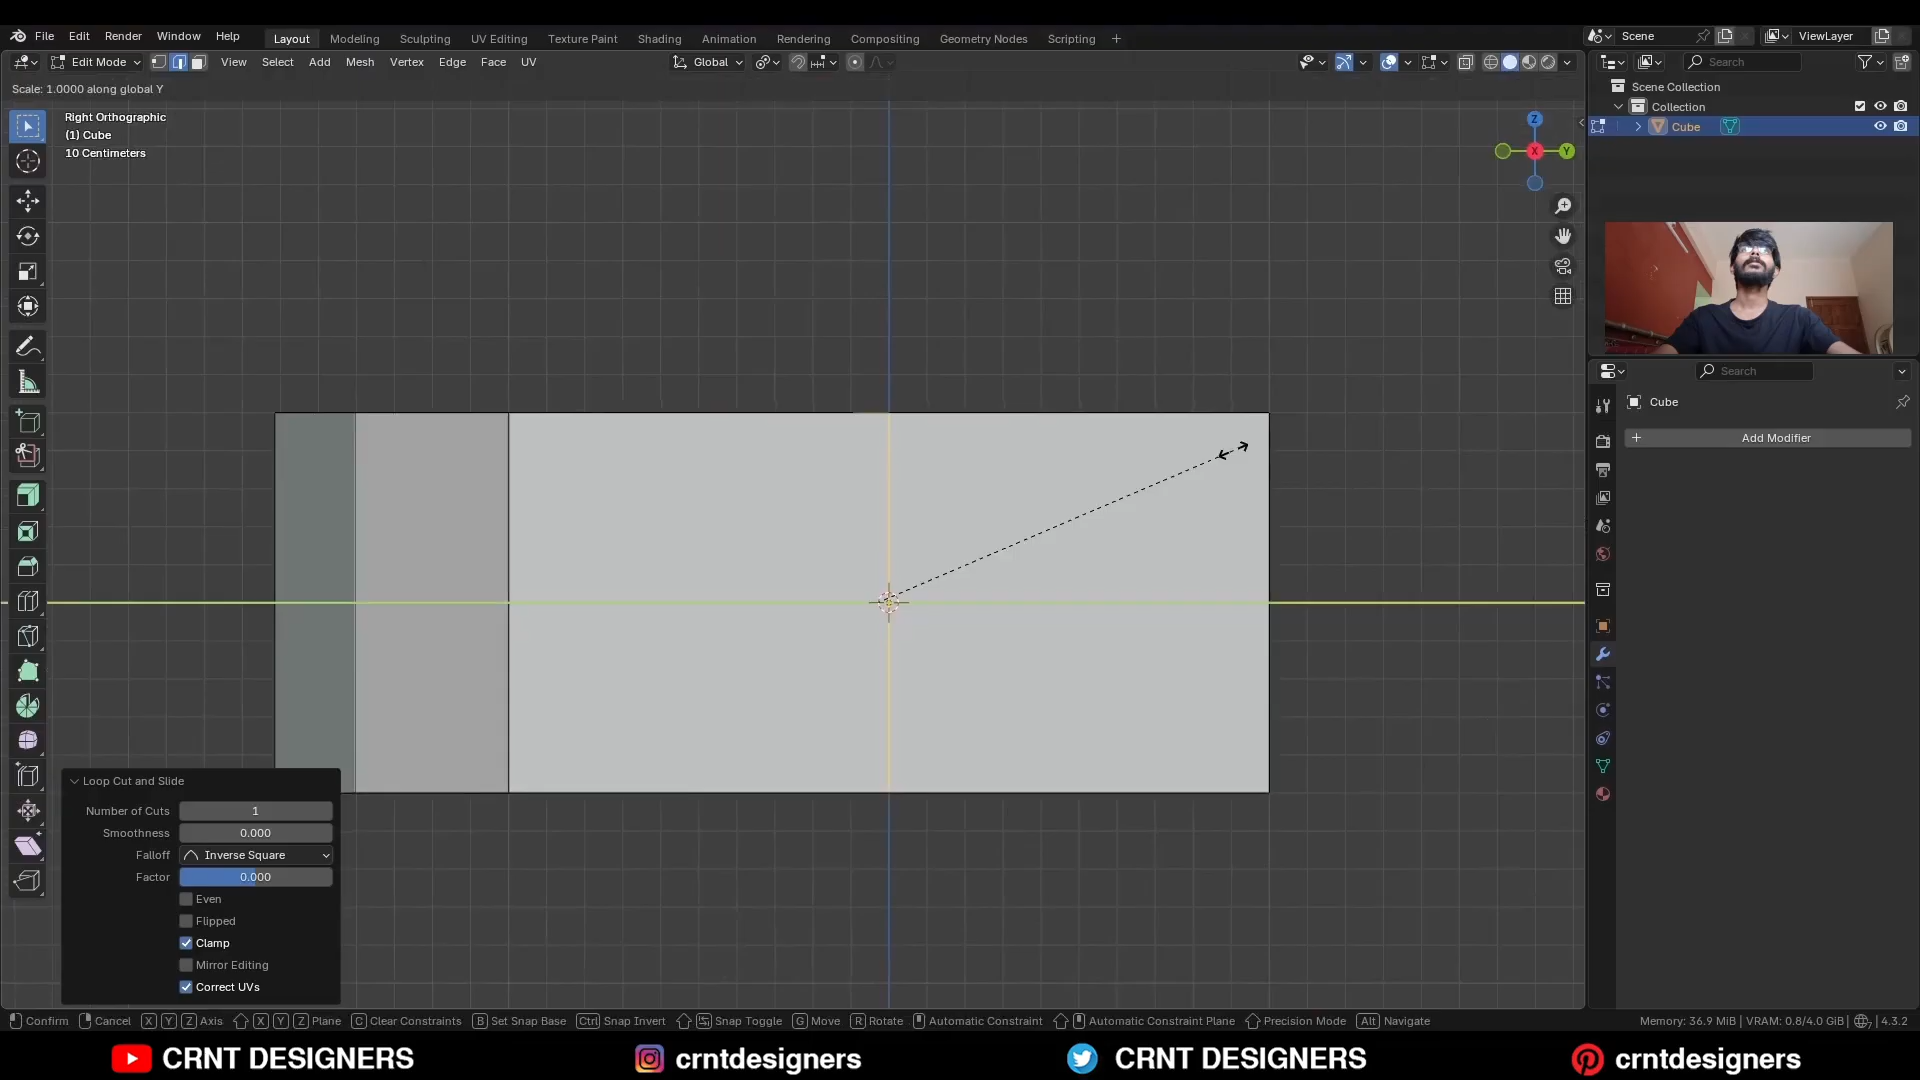 File Edit Render Window Help Layout Modeling Sculpting UV Editing Texture Paint Shading Animation Rendering Compositing Geometry Nodes Scripting + Scene ViewLayer
Edit Mode View Select Add Mesh Vertex Edge Face UV Global Search
Scale: 1.0000 along global Y
Scene Collection
Collection
Cube
Right Orthographic
(1) Cube
10 Centimeters
Z
X
Y
Search
Cube
+ Add Modifier
Loop Cut and Slide
Number of Cuts 1
Smoothness 0.000
Falloff Inverse Square
Factor 0.000
Even
Flipped
Clamp
Mirror Editing
Correct UVs
Confirm Cancel X Y Z Axis X Y Z Plane C Clear Constraints B Set Snap Base Ctrl Snap Invert Snap Toggle G Move R Rotate Automatic Constraint Automatic Constraint Plane Precision Mode Alt Navigate Memory: 36.9 MiB | VRAM: 0.8/4.0 GiB | 4.3.2
CRNT DESIGNERS crntdesigners CRNT DESIGNERS crntdesigners